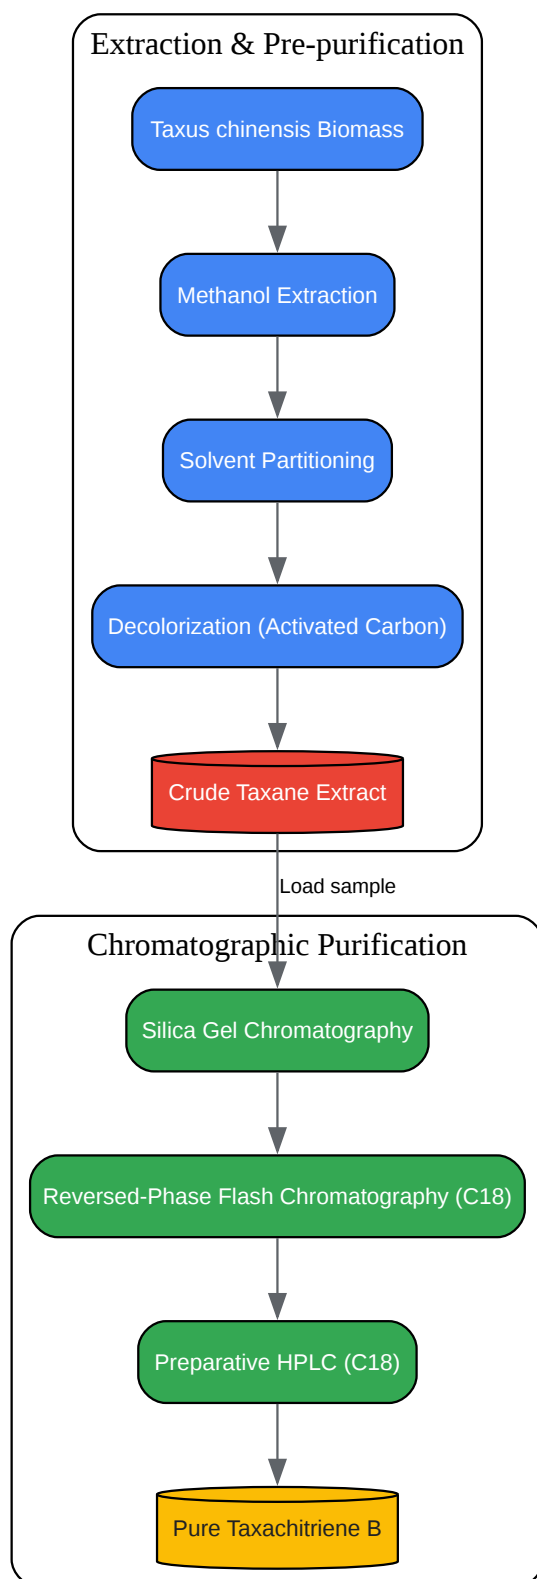 Extraction & Pre-purification
Taxus chinensis Biomass
Methanol Extraction
Solvent Partitioning
Decolorization (Activated Carbon)
Crude Taxane Extract
Load sample
Chromatographic Purification
Silica Gel Chromatography
Reversed-Phase Flash Chromatography (C18)
Preparative HPLC (C18)
Pure Taxachitriene B